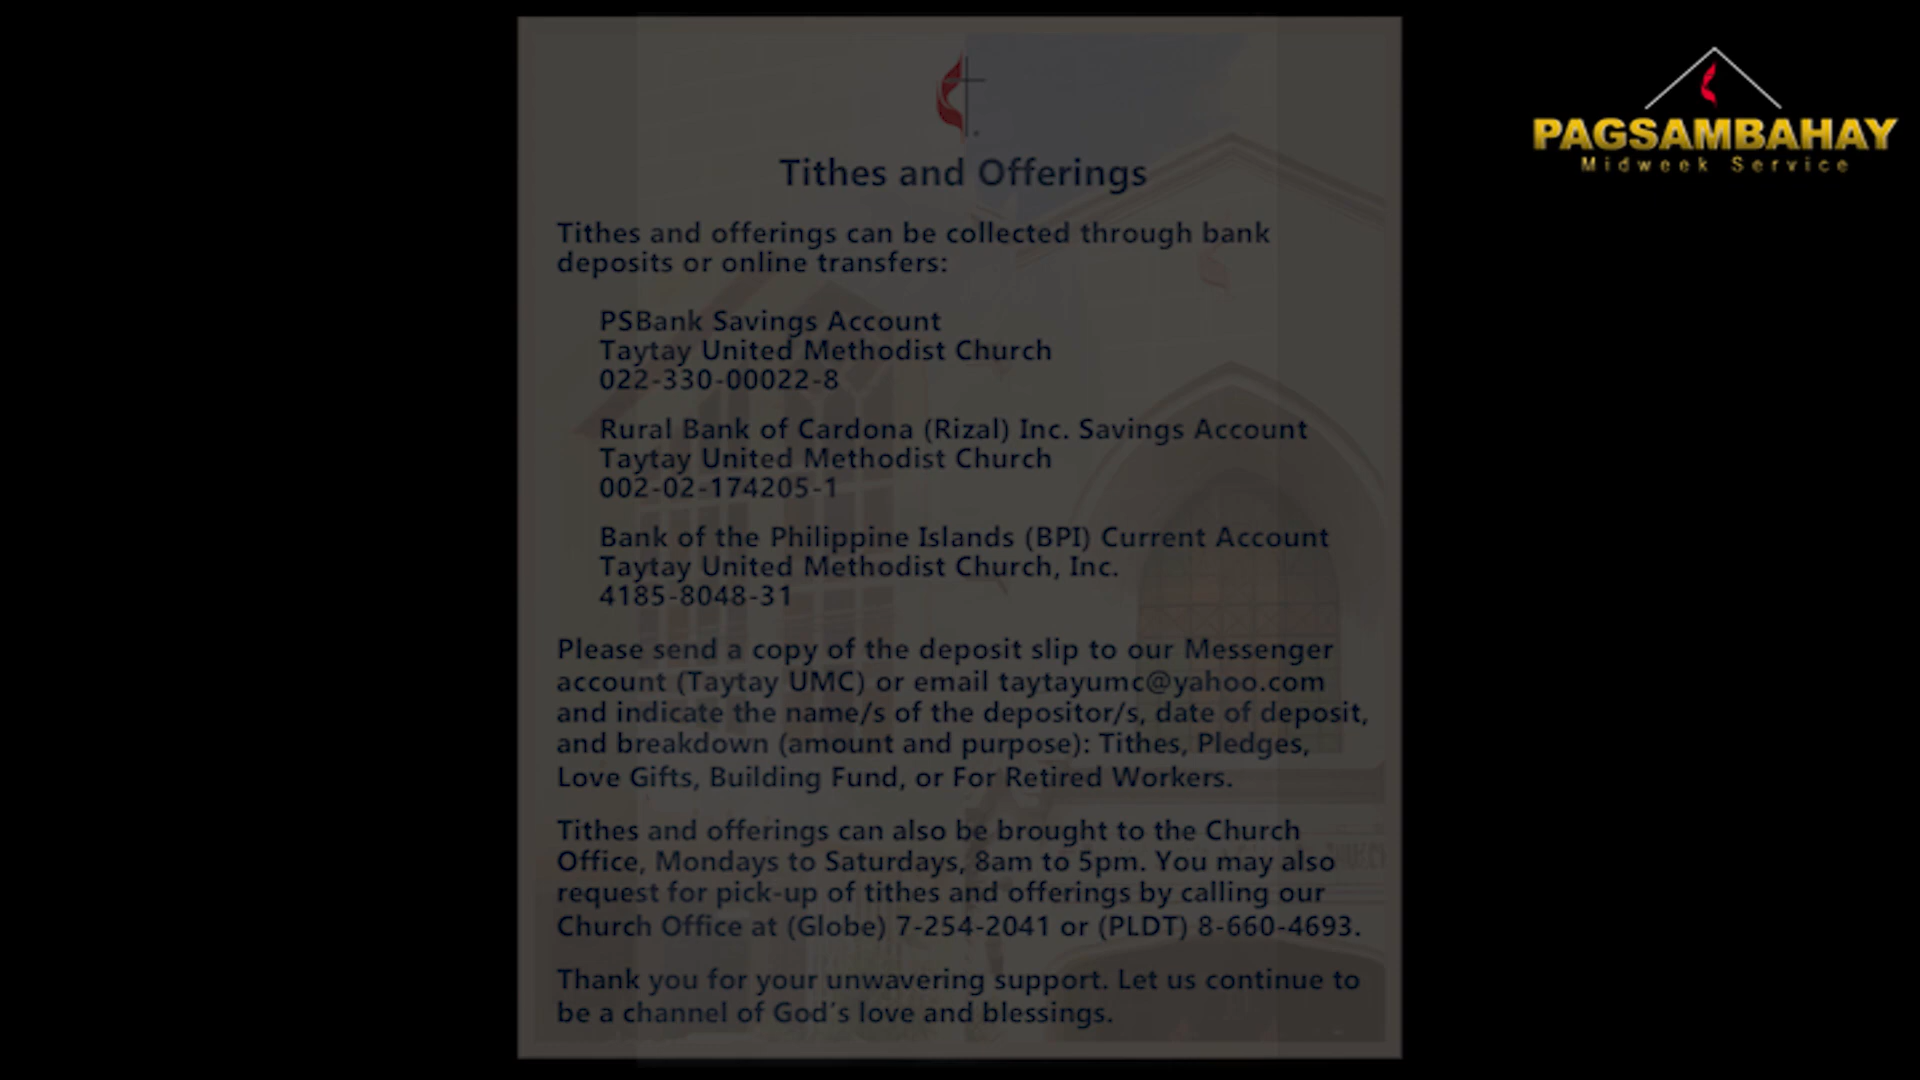 PAGSAMBAHAY
Midweek Service
Tithes and Offerings
Tithes and offerings can be collected through bank
deposits or online transfers:
PSBank Savings Account
Taytay United Methodist Church
022-330-00022-8
Rural Bank of Cardona (Rizal) Inc. Savings Account
Taytay United Methodist Church
002-02-174205-1
Bank of the Philippine Islands (BPI) Current Account
Taytay United Methodist Church, Inc.
4185-8048-31
Please send a copy of the deposit slip to our Messenger
account (Taytay UMC) or email taytayumc@yahoo.com
and indicate the name/s of the depositor/s, date of deposit,
and breakdown (amount and purpose): Tithes, Pledges,
Love Gifts, Building Fund, or For Retired Workers.
Tithes and offerings can also be brought to the Church
Office, Mondays to Saturdays, 8am to 5pm. You may also
request for pick-up of tithes and offerings by calling our
Church Office at (Globe) 7-254-2041 or (PLDT) 8-660-4693.
Thank you for your unwavering support. Let us continue to
be a channel of God's love and blessings.